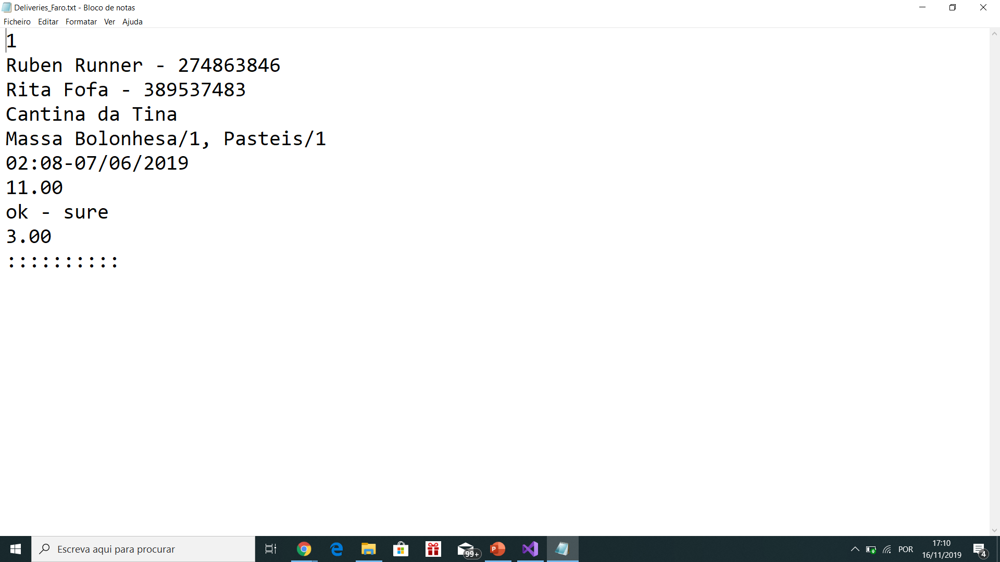 Deliveries_Faro.txt - Bloco de notas
Ficheiro Editar Formatar Ver Ajuda
1
Ruben Runner - 274863846
Rita Fofa - 389537483
Cantina da Tina
Massa Bolonhesa/1, Pasteis/1
02:08-07/06/2019
11.00
ok - sure
3.00
::::::::::
Escreva aqui para procurar
99+
P
POR
17:10
16/11/2019
4